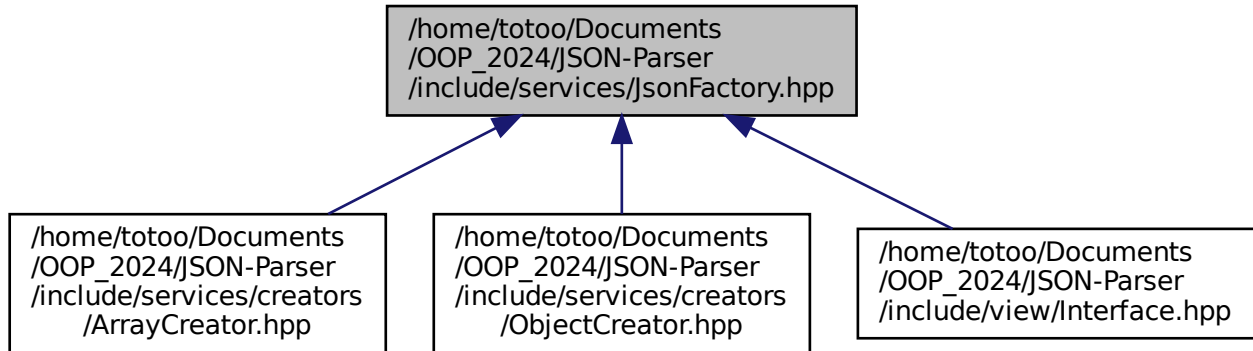 /home/totoo/Documents
/OOP_2024/JSON-Parser
/include/services/JsonFactory.hpp
/home/totoo/Documents
/OOP_2024/JSON-Parser
/include/services/creators
/ArrayCreator.hpp
/home/totoo/Documents
/OOP_2024/JSON-Parser
/include/services/creators
/ObjectCreator.hpp
/home/totoo/Documents
/OOP_2024/JSON-Parser
/include/view/Interface.hpp